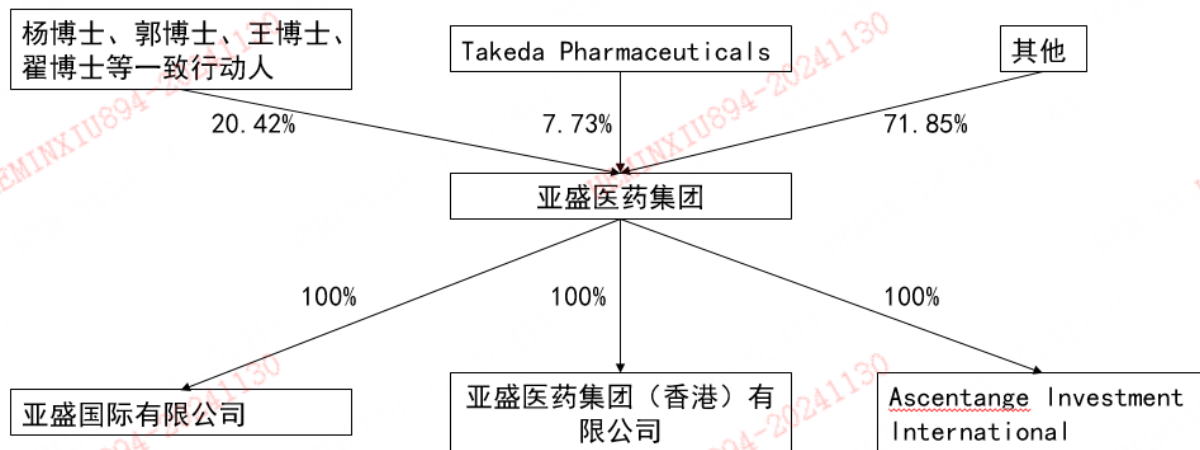 杨博士、郭博士、王博士、
翟博士等一致行动人
Takeda Pharmaceuticals
其他
20.42%
7.73%
71.85%
亚盛医药集团
100%
100%
100%
亚盛国际有限公司
亚盛医药集团（香港）有
限公司
Ascentange Investment
International
HEMINXIU894-20241130